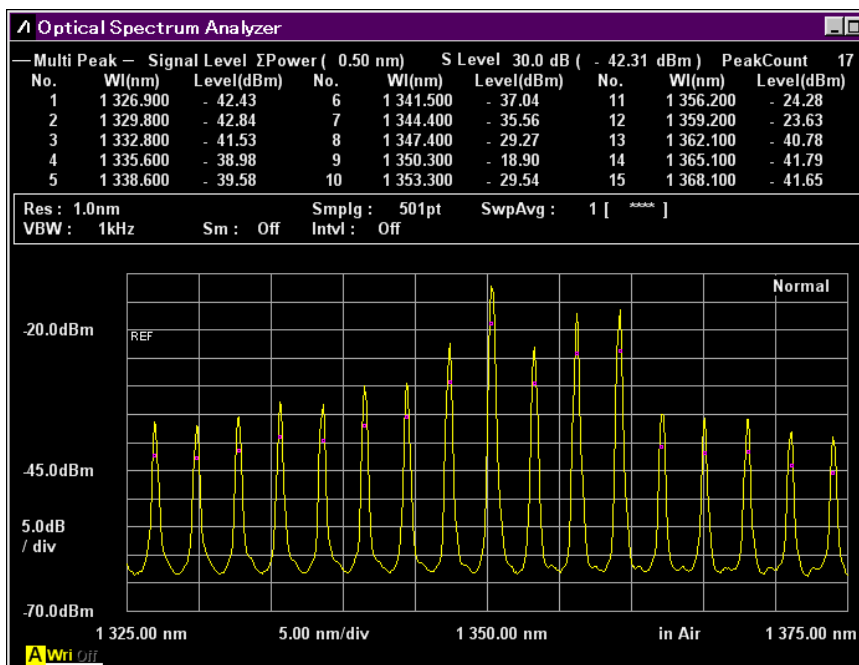 Optical Spectrum Analyzer
Multi Peak Signal Level ΣPower ( 0.50 nm) S Level 30.0 dB ( - 42.31 dBm ) PeakCount 17
No. Wl(nm) Level(dBm) No. Wl(nm) Level(dBm) No. Wl(nm) Level(dBm)
1 1 326.900 - 42.43 6 1 341.500 - 37.04 11 1 356.200 - 24.28
2 1 329.800 - 42.84 7 1 344.400 - 35.56 12 1 359.200 - 23.63
3 1 332.800 - 41.53 8 1 347.400 - 29.27 13 1 362.100 - 40.78
4 1 335.600 - 38.98 9 1 350.300 - 18.90 14 1 365.100 - 41.79
5 1 338.600 - 39.58 10 1 353.300 - 29.54 15 1 368.100 - 41.65
Res : 1.0nm Smplg : 501pt SwpAvg : 1 [ **** ]
VBW : 1kHz Sm : Off Intvl : Off
Normal
-20.0dBm
REF
-45.0dBm
5.0dB
/ div
-70.0dBm
1 325.00 nm 5.00 nm/div 1 350.00 nm in Air 1 375.00 nm
A Wri Off